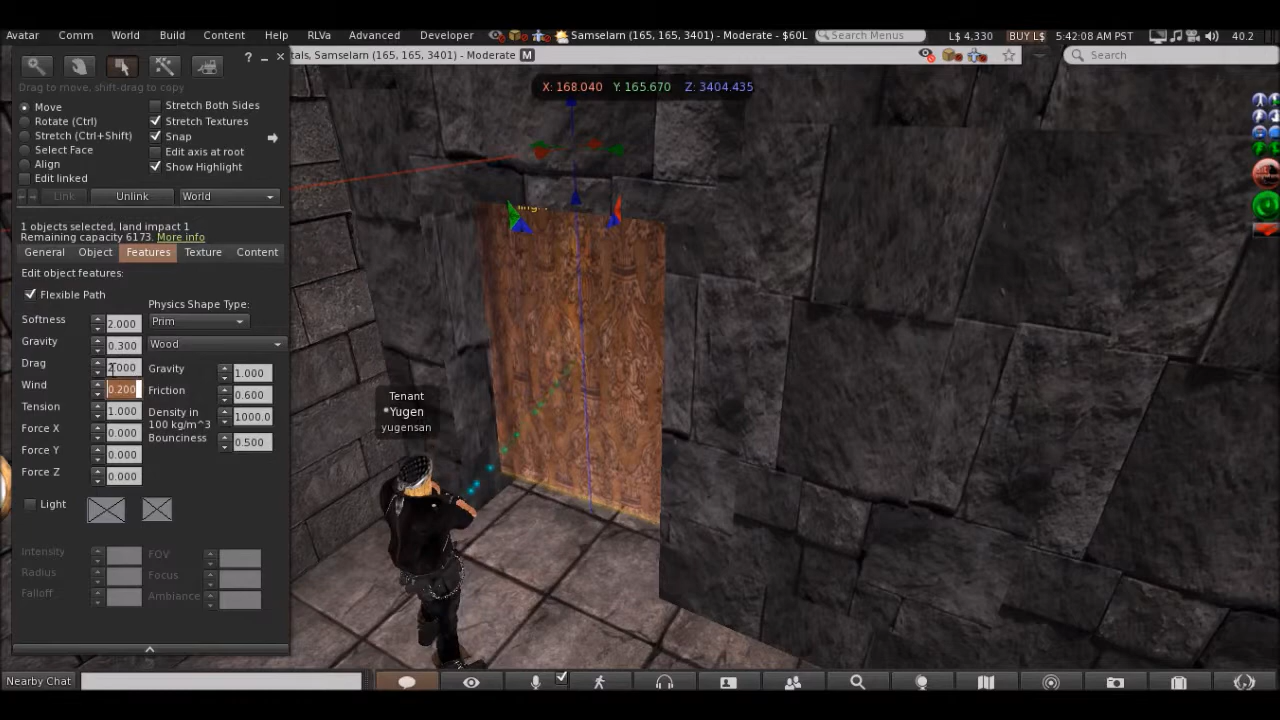 Avatar Comm World Build Content Help RLVa Advanced Developer Samselam (165, 165, 3401) - Moderate - $60L Search Menus L$ 4,330 BUY L$ 5:42:08 AM PST 40.2
tals, Samselam (165, 165, 3401) - Moderate M Search
? _ ×
Drag to move, shift-drag to copy
X: 168.040 Y: 165.670 Z: 3404.435
Move Stretch Both Sides
Rotate (Ctrl) Stretch Textures
Stretch (Ctrl+Shift) Snap
Select Face Edit axis at root
Align Show Highlight
Edit linked
Link Unlink World
1 objects selected, land impact 1
Remaining capacity 6173. More info
General Object Features Texture Content
Edit object features:
Flexible Path Physics Shape Type:
Softness 2.000 Prim
Gravity 0.300 Wood
Drag 2.000 Gravity 1.000
Wind 0.200 Friction 0.600
Tension 1.000 Density in 100 kg/m^3 1000.0
Force X 0.000 Bounciness 0.500
Force Y 0.000
Force Z 0.000
Light
Intensity FOV
Radius Focus
Falloff Ambiance
Tenant
Yugen
yugensan
Nearby Chat